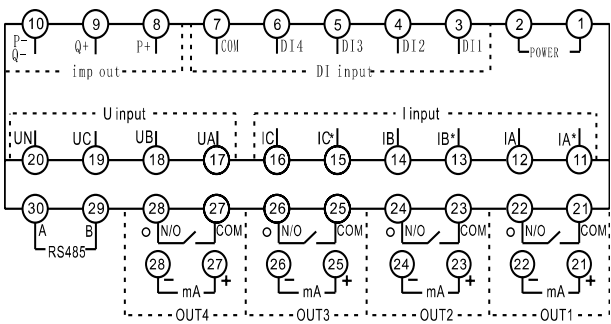 10 9 8 7 6 5 4 3 2 1
P- Q- Q+ P+ COM DI4 DI3 DI2 DI1 POWER
imp out DI input
U input I input
UN UC UB UA IC IC* IB IB* IA IA*
20 19 18 17 16 15 14 13 12 11
30 29 28 27 26 25 24 23 22 21
A B N/O COM N/O COM N/O COM N/O COM
RS485
28 27 26 25 24 23 22 21
- + - + - + - +
mA mA mA mA
OUT4 OUT3 OUT2 OUT1